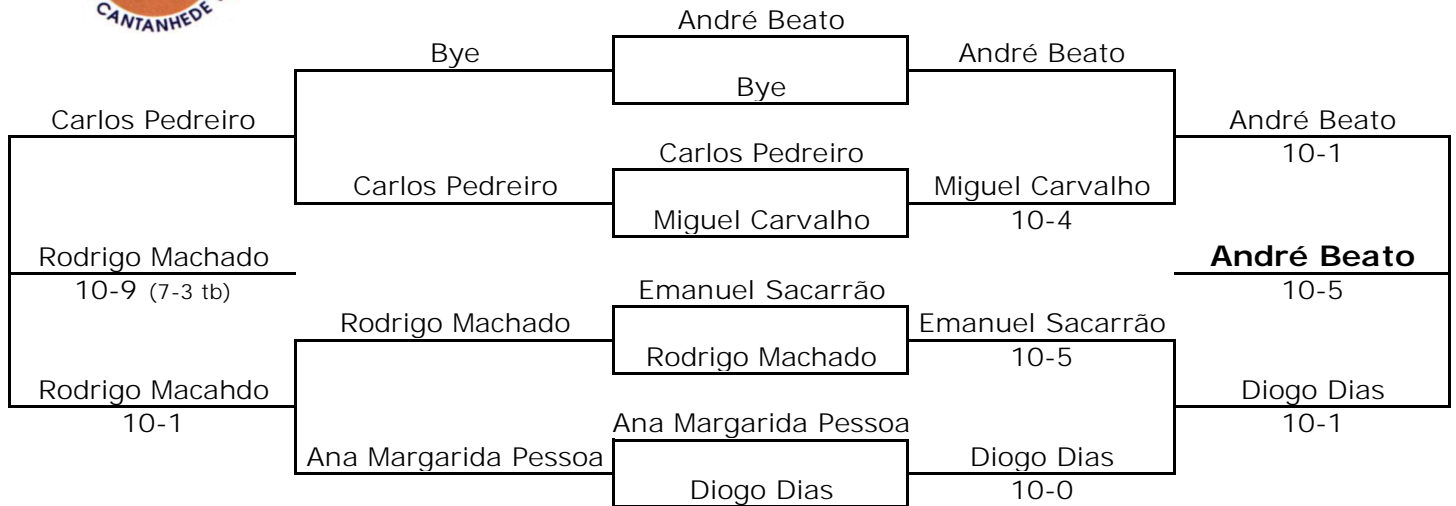 CANTANHEDE
André Beato
Bye André Beato
Bye
Carlos Pedreiro André Beato
Carlos Pedreiro 10-1
Carlos Pedreiro Miguel Carvalho
Miguel Carvalho 10-4
Rodrigo Machado André Beato
10-9 (7-3 tb) Emanuel Sacarrão 10-5
Rodrigo Machado Emanuel Sacarrão
Rodrigo Machado 10-5
Rodrigo Macahdo Diogo Dias
10-1 Ana Margarida Pessoa 10-1
Ana Margarida Pessoa Diogo Dias
Diogo Dias 10-0